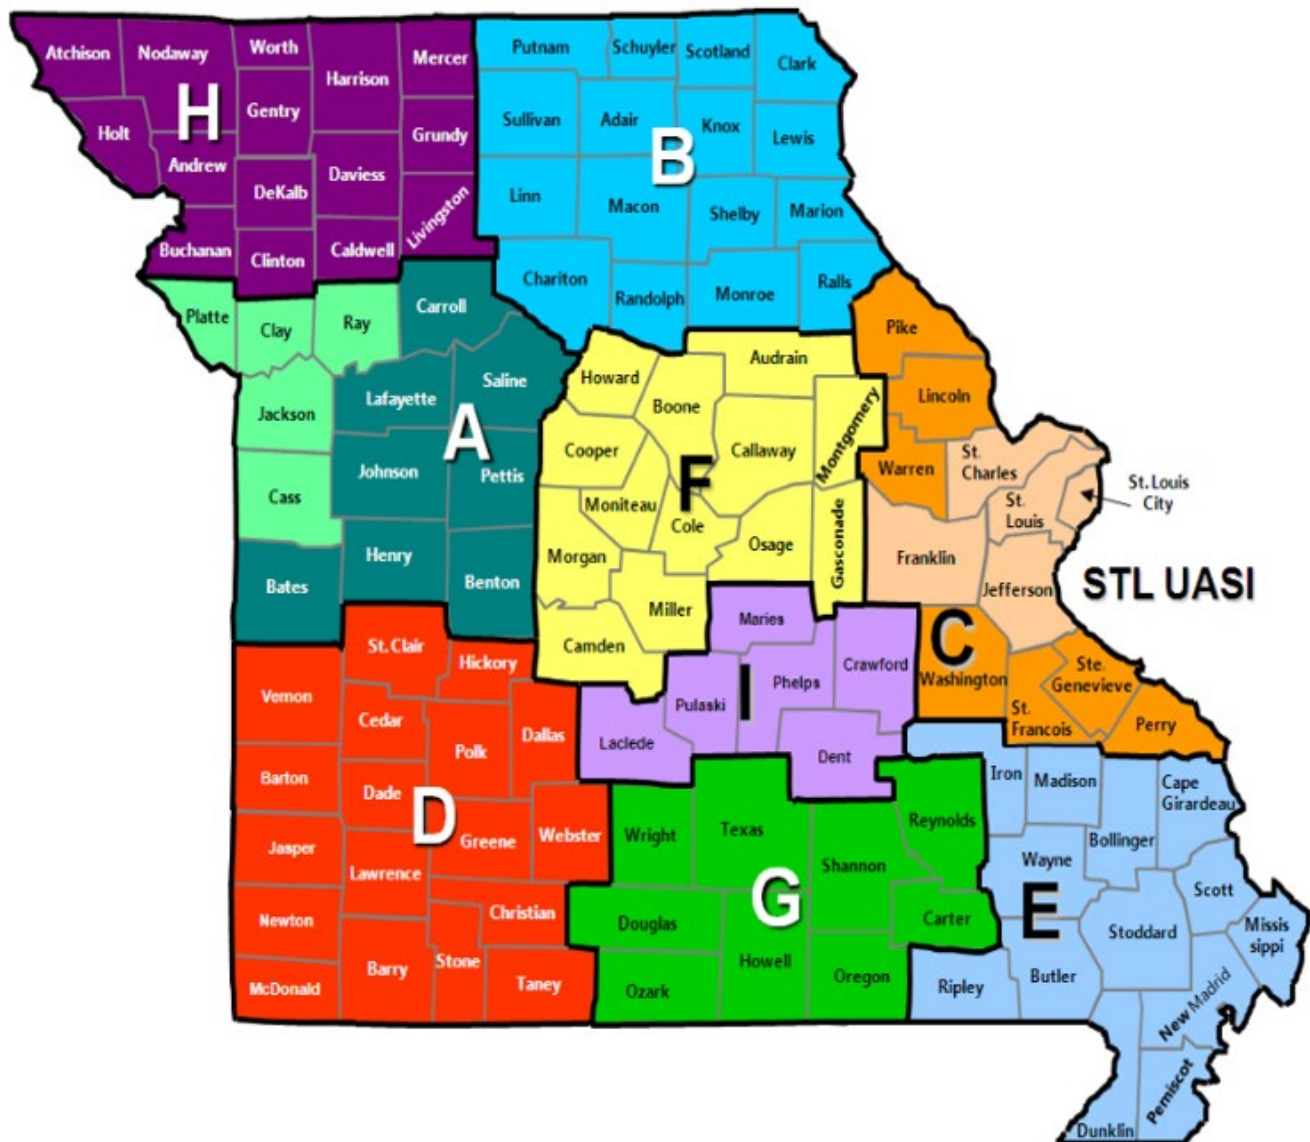 Atchison
Nodaway
Worth
Harrison
Mercer
Putnam
Schuyler
Scotland
Clark
H
Holt
Gentry
Grundy
Sullivan
Adair
B
Knox
Lewis
Andrew
DeKalb
Daviess
Livingston
Linn
Macon
Shelby
Marion
Buchanan
Clinton
Caldwell
Chariton
Randolph
Monroe
Ralls
Platte
Clay
Ray
Carroll
Pike
Jackson
Lafayette
Saline
A
Howard
Boone
Audrain
Montgomery
Lincoln
Cass
Johnson
Pettis
Cooper
F
Callaway
Warren
St.
Charles
St. Louis
City
Moniteau
Cole
St.
Louis
Bates
Henry
Benton
Morgan
Osage
Gasconade
Franklin
Jefferson
STL UASI
Miller
Camden
Maries
Crawford
C
Washington
Ste.
Genevieve
St.
Francois
Perry
St. Clair
Hickory
Vernon
Cedar
Polk
Dallas
Laclede
Pulaski
I
Phelps
Dent
Barton
Dade
D
Greene
Webster
Wright
Texas
Reynolds
Iron
Madison
Cape
Girardeau
Jasper
Lawrence
Shannon
Wayne
Bollinger
Scott
Newton
Christian
Douglas
G
Carter
E
Stoddard
Missis
sippi
McDonald
Barry
Stone
Taney
Ozark
Howell
Oregon
Ripley
Butler
New Madrid
Pemiscot
Dunklin